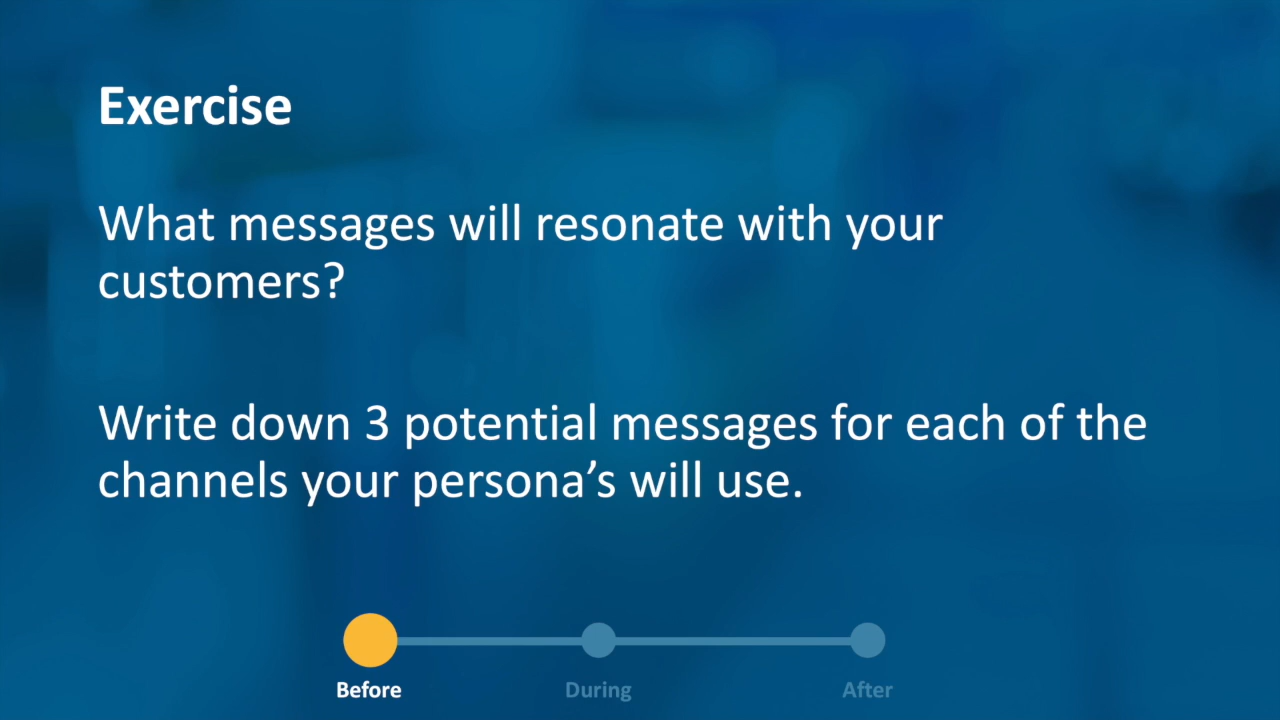 Exercise
What messages will resonate with your
customers?
Write down 3 potential messages for each of the
channels your persona’s will use.
Before
During
After